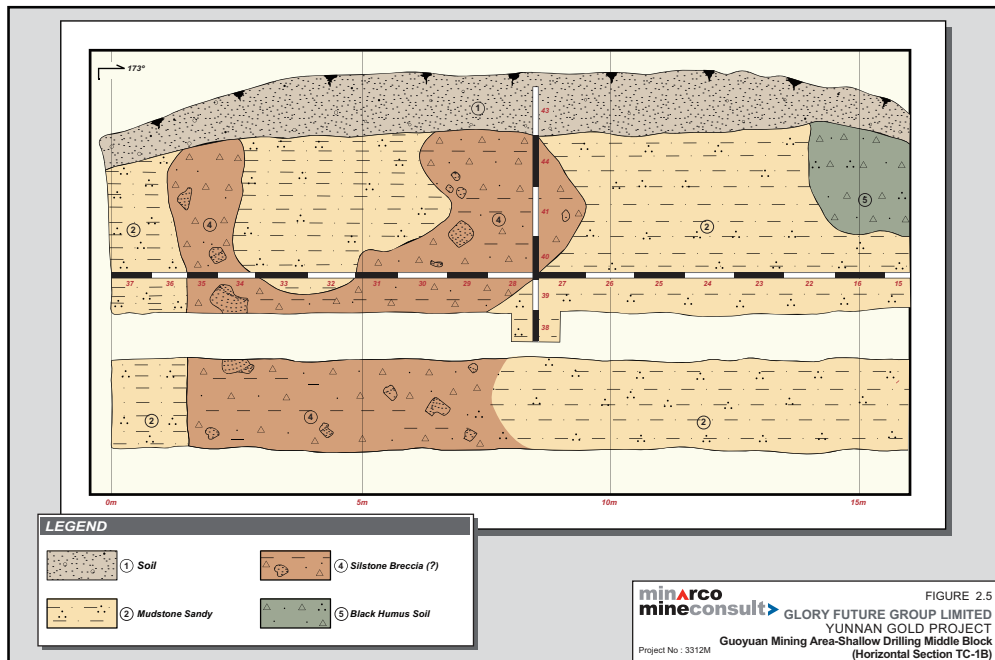 173º
1
43
44
4
41
4
5
2
2
40
37 36 35 34 33 32 31 30 29 28 27 26 25 24 22 21 16 15
39
38
2
4
2
0m 5m 10m 15m
LEGEND
1 Soil
4 Silstone Breccia (?)
2 Mudstone Sandy
5 Black Humus Soil
minarco
mineconsult
FIGURE 2.5
GLORY FUTURE GROUP LIMITED
YUNNAN GOLD PROJECT
Guoyuan Mining Area-Shallow Drilling Middle Block
(Horizontal Section TC-1B)
Project No : 3312M